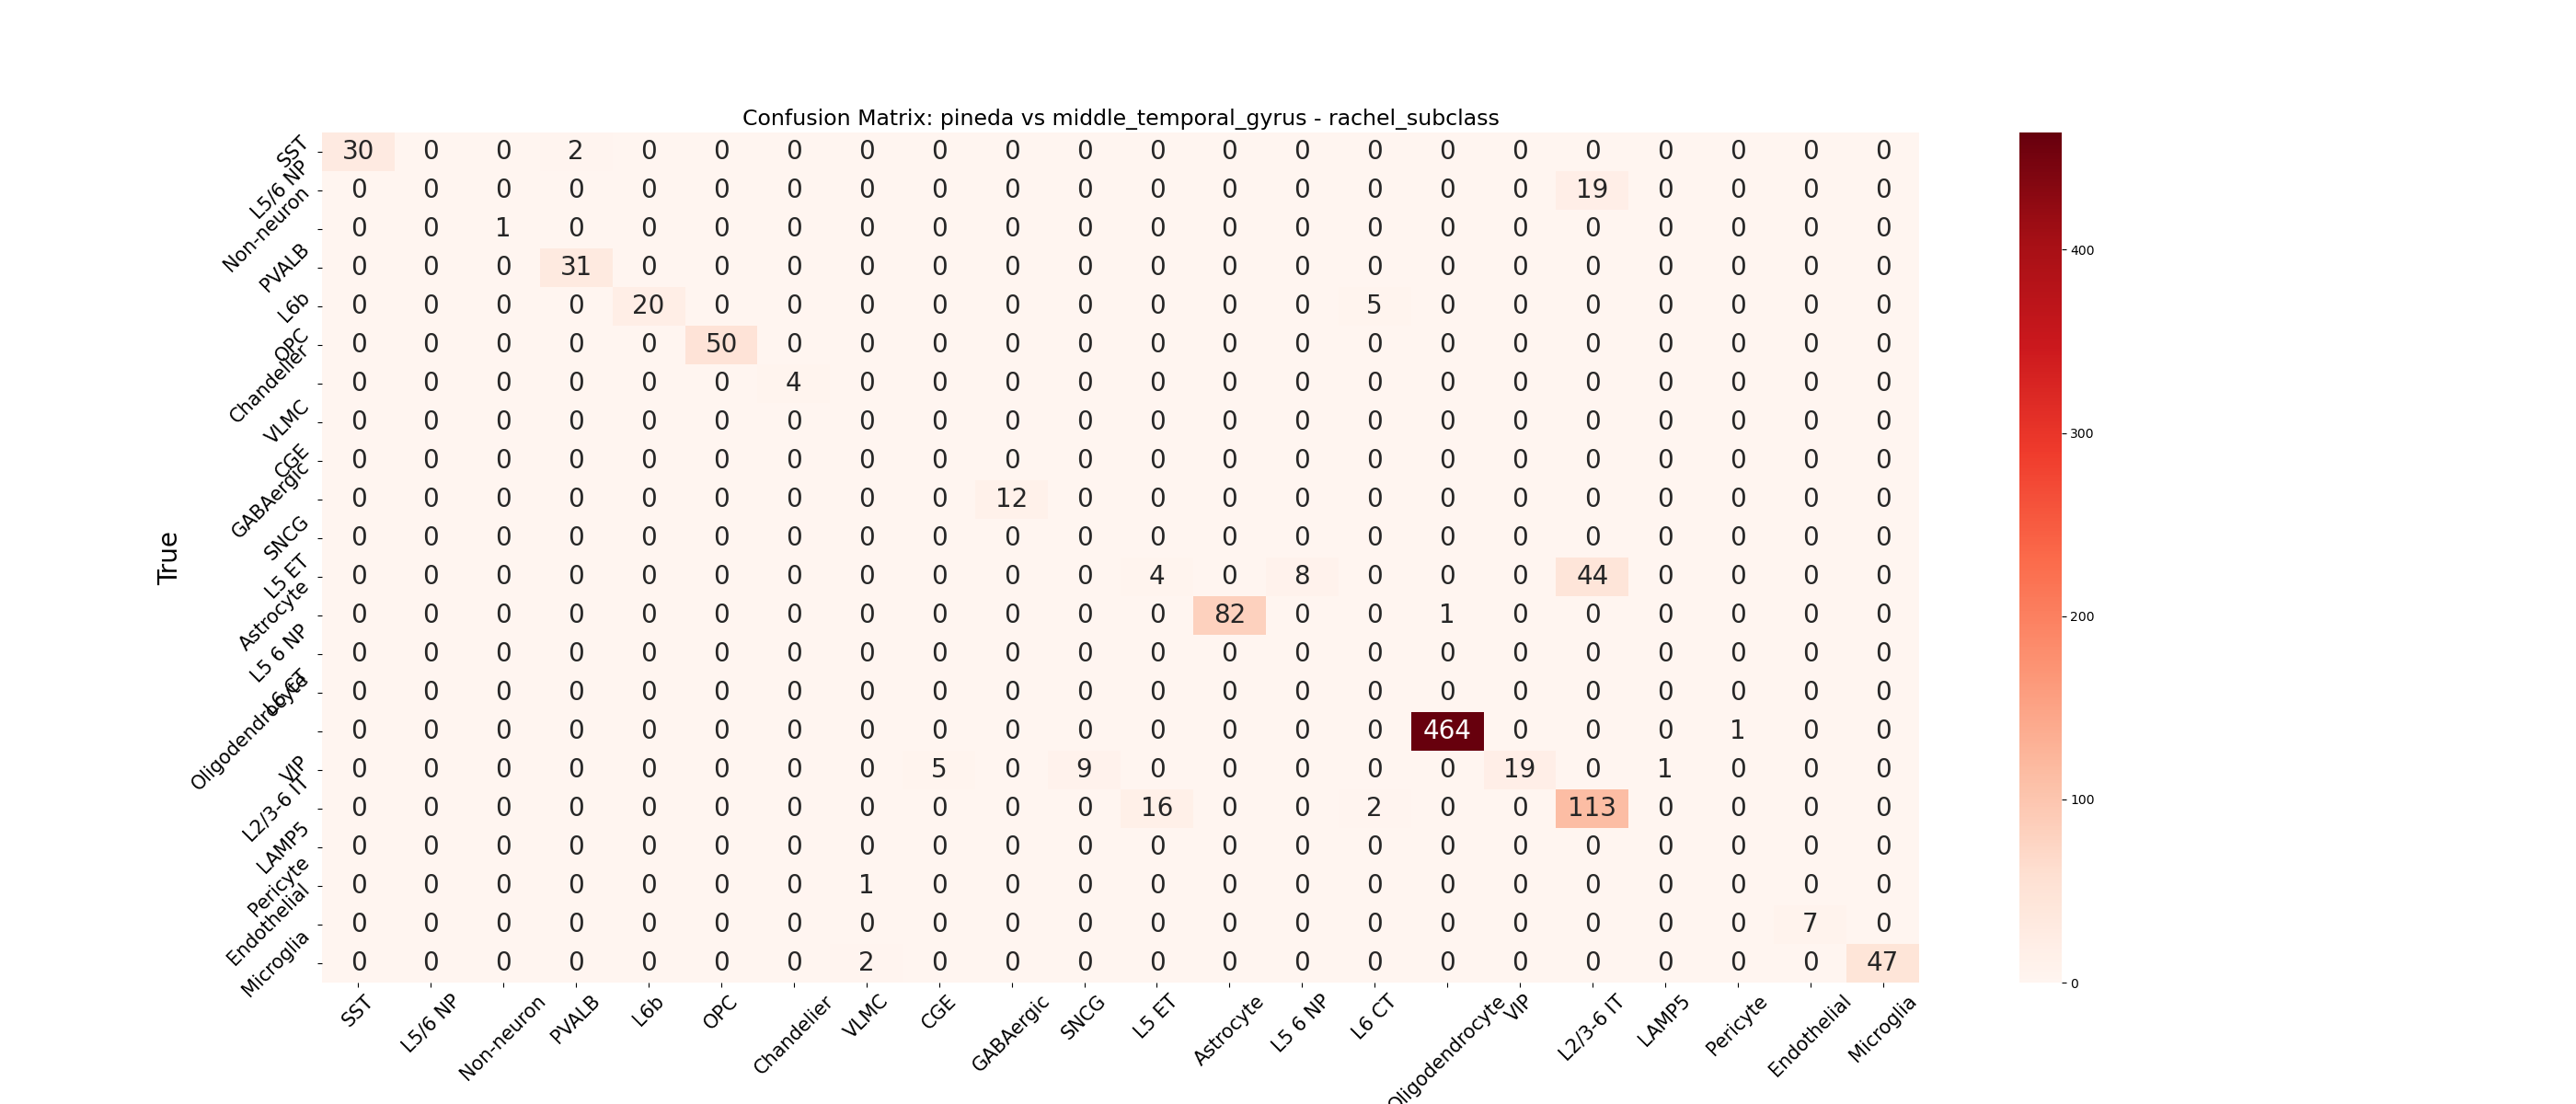 Confusion Matrix: pineda vs middle_temporal_gyrus - rachel_subclass
True
SST 30 0 0 2 0 0 0 0 0 0 0 0 0 0 0 0 0 0 0 0 0 0
L5/6 NP 0 0 0 0 0 0 0 0 0 0 0 0 0 0 0 0 0 19 0 0 0 0
Non-neuron 0 0 1 0 0 0 0 0 0 0 0 0 0 0 0 0 0 0 0 0 0 0
PVALB 0 0 0 31 0 0 0 0 0 0 0 0 0 0 0 0 0 0 0 0 0 0
L6b 0 0 0 0 20 0 0 0 0 0 0 0 0 0 5 0 0 0 0 0 0 0
OPC 0 0 0 0 0 50 0 0 0 0 0 0 0 0 0 0 0 0 0 0 0 0
Chandelier 0 0 0 0 0 0 4 0 0 0 0 0 0 0 0 0 0 0 0 0 0 0
VLMC 0 0 0 0 0 0 0 0 0 0 0 0 0 0 0 0 0 0 0 0 0 0
CGE 0 0 0 0 0 0 0 0 0 0 0 0 0 0 0 0 0 0 0 0 0 0
GABAergic 0 0 0 0 0 0 0 0 0 12 0 0 0 0 0 0 0 0 0 0 0 0
SNCG 0 0 0 0 0 0 0 0 0 0 0 0 0 0 0 0 0 0 0 0 0 0
L5 ET 0 0 0 0 0 0 0 0 0 0 0 4 0 8 0 0 0 44 0 0 0 0
Astrocyte 0 0 0 0 0 0 0 0 0 0 0 0 82 0 0 1 0 0 0 0 0 0
L5 6 NP 0 0 0 0 0 0 0 0 0 0 0 0 0 0 0 0 0 0 0 0 0 0
L6 CT 0 0 0 0 0 0 0 0 0 0 0 0 0 0 0 0 0 0 0 0 0 0
Oligodendrocyte 0 0 0 0 0 0 0 0 0 0 0 0 0 0 0 464 0 0 0 1 0 0
VIP 0 0 0 0 0 0 0 0 5 0 9 0 0 0 0 0 19 0 1 0 0 0
L2/3-6 IT 0 0 0 0 0 0 0 0 0 0 0 16 0 0 2 0 0 113 0 0 0 0
LAMP5 0 0 0 0 0 0 0 0 0 0 0 0 0 0 0 0 0 0 0 0 0 0
Pericyte 0 0 0 0 0 0 0 1 0 0 0 0 0 0 0 0 0 0 0 0 0 0
Endothelial 0 0 0 0 0 0 0 0 0 0 0 0 0 0 0 0 0 0 0 0 7 0
Microglia 0 0 0 0 0 0 0 2 0 0 0 0 0 0 0 0 0 0 0 0 0 47
SST L5/6 NP Non-neuron PVALB L6b OPC Chandelier VLMC CGE GABAergic SNCG L5 ET Astrocyte L5 6 NP L6 CT Oligodendrocyte VIP L2/3-6 IT LAMP5 Pericyte Endothelial Microglia
400
300
200
100
0